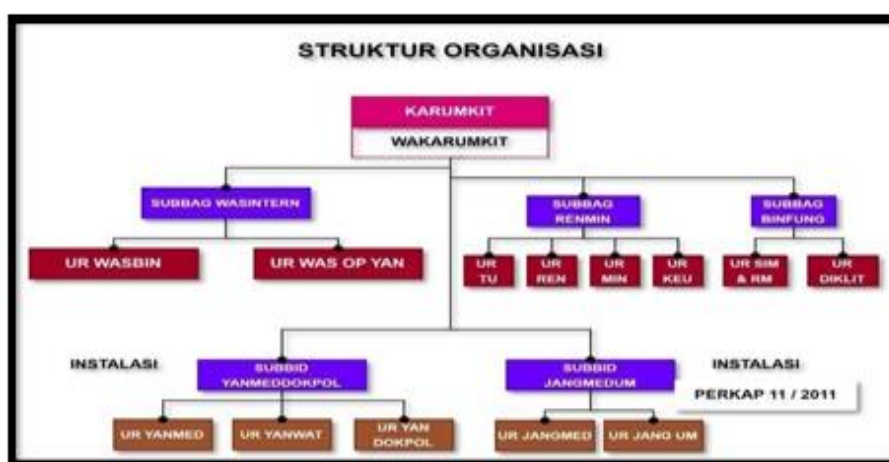 STRUKTUR ORGANISASI
KARUMKIT
WAKARUMKIT
SUBBAG WASINTERN
SUBBAG
RENMIN
SUBBAG
BINFUNG
UR WASBIN
UR WAS OP YAN
UR
TU
UR
REN
UR
MIN
UR
KEU
UR SIM
& RM
UR
DIKLIT
INSTALASI
SUBBID
YANMEDDOKPOL
SUBBID
JANGMEDUM
INSTALASI
PERKAP 11 / 2011
UR YANMED
UR YANWAT
UR YAN
DOKPOL
UR JANGMED
UR JANG UM